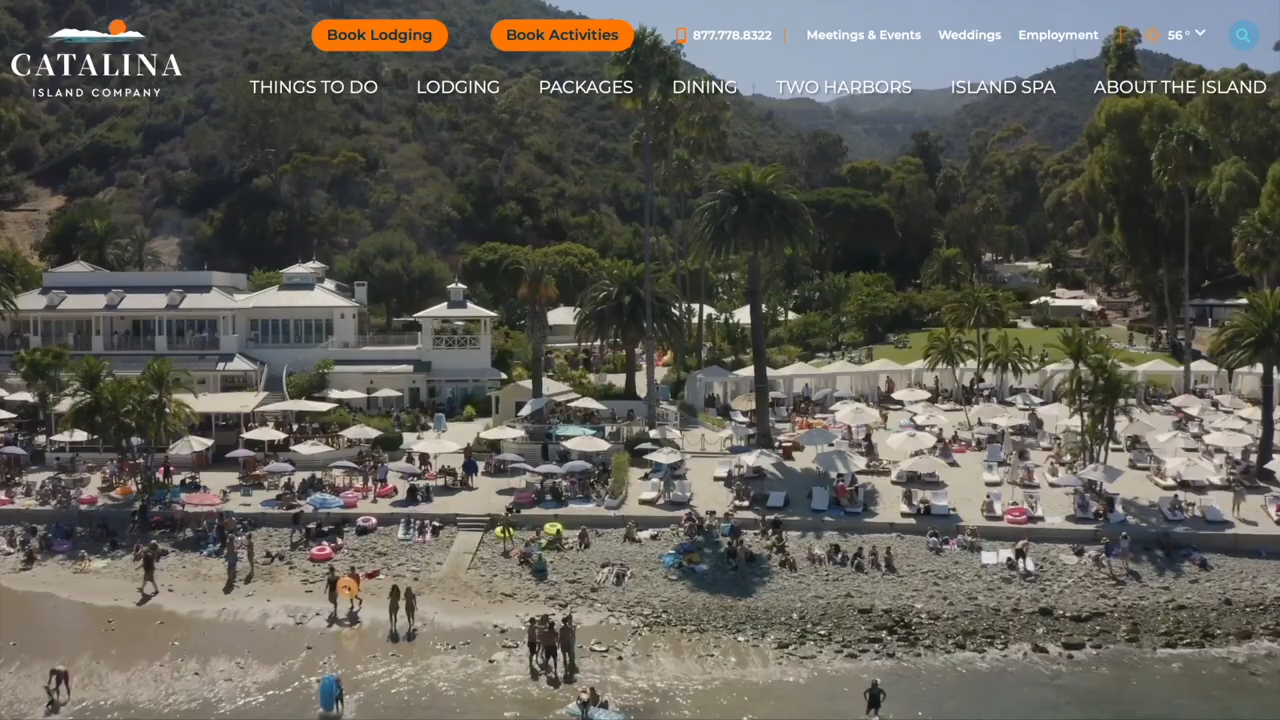 CATALINA
ISLAND COMPANY
Book Lodging
Book Activities
877.778.8322
Meetings & Events
Weddings
Employment
56 °
THINGS TO DO
LODGING
PACKAGES
DINING
TWO HARBORS
ISLAND SPA
ABOUT THE ISLAND